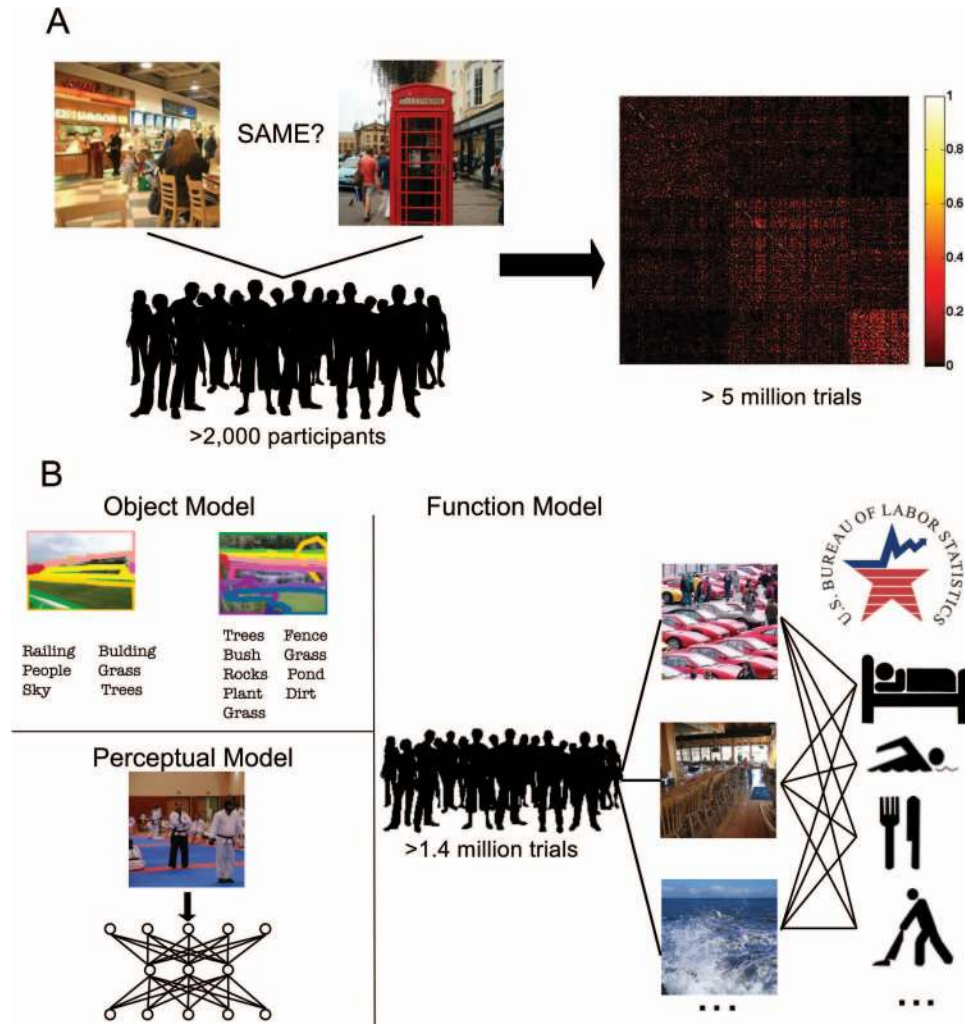 A
SAME?
1
0.8
0.6
0.4
0.2
0
>2,000 participants
> 5 million trials
B
Object Model
Railing Bulding
People Grass
Sky Trees
Trees Fence
Bush Grass
Rocks Pond
Plant Dirt
Grass
Perceptual Model
Function Model
>1.4 million trials
...
U.S. BUREAU OF LABOR STATISTICS
...